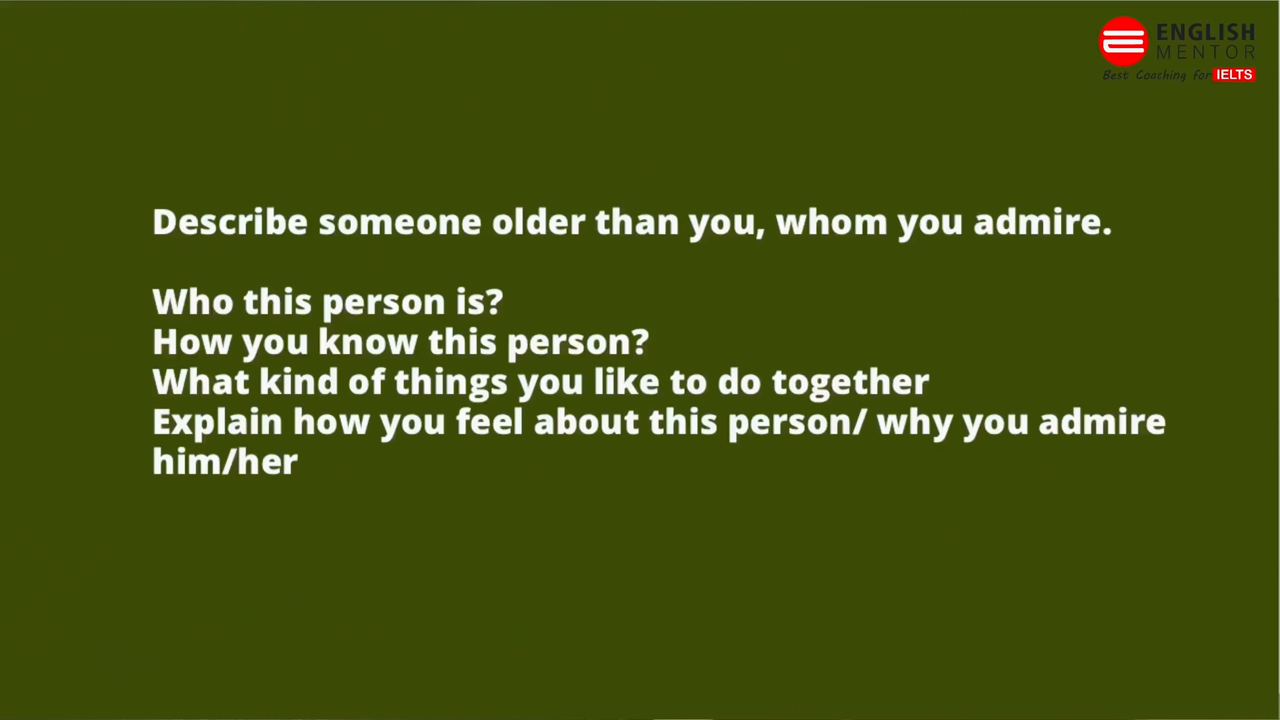 ENGLISH
MENTOR
Best Coaching for IELTS
Describe someone older than you, whom you admire.
Who this person is?
How you know this person?
What kind of things you like to do together
Explain how you feel about this person/ why you admire
him/her